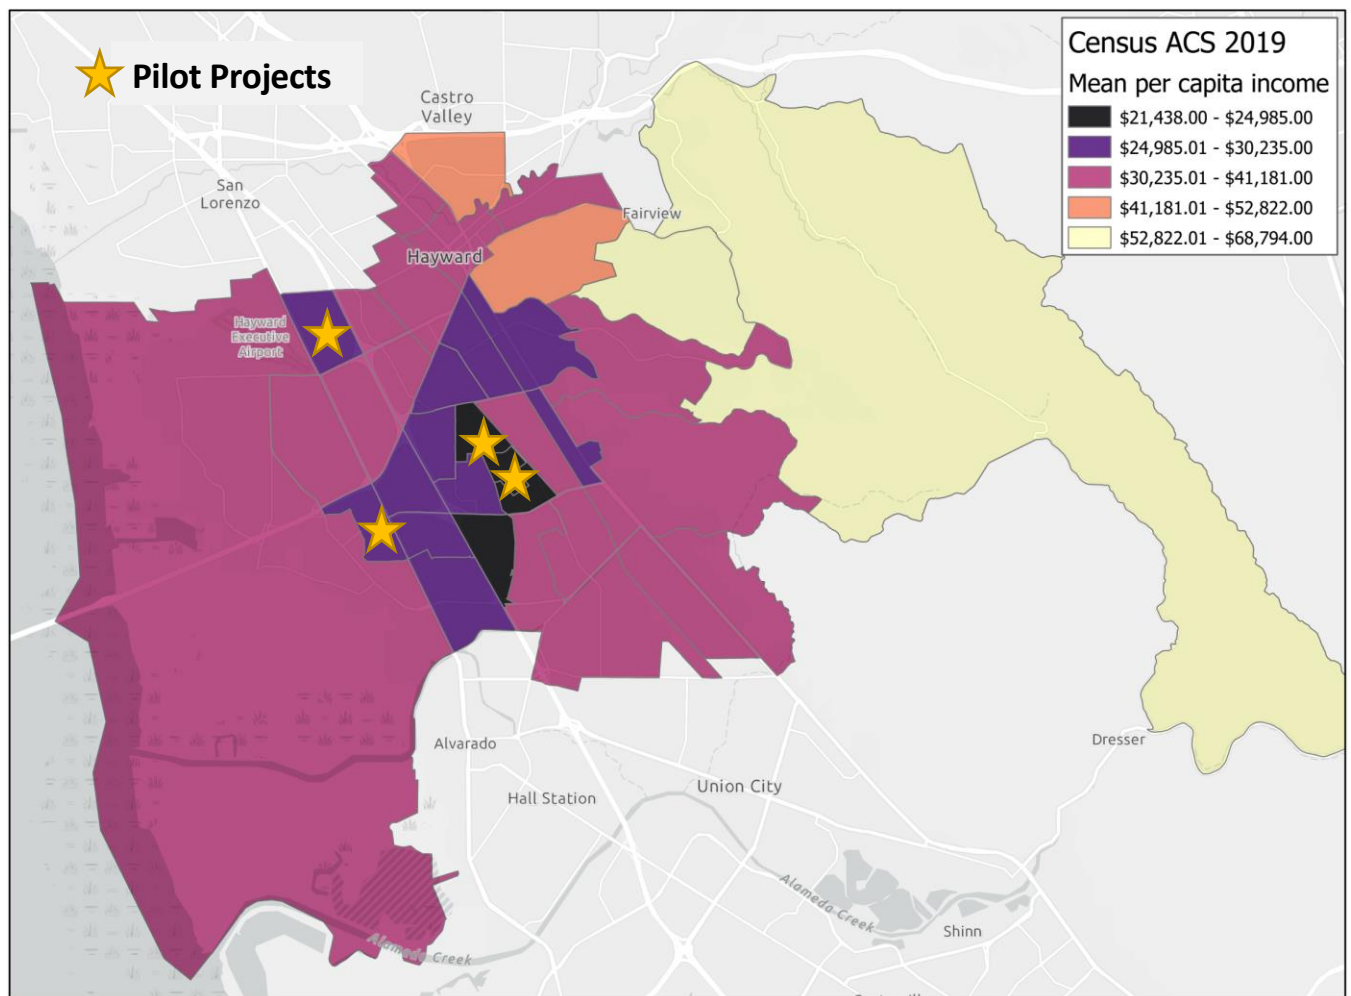 Pilot Projects
Census ACS 2019
Mean per capita income
$21,438.00 - $24,985.00
$24,985.01 - $30,235.00
$30,235.01 - $41,181.00
$41,181.01 - $52,822.00
$52,822.01 - $68,794.00
Castro
Valley
San
Lorenzo
Fairview
Hayward
Hayward
Executive
Airport
Alvarado
Dresser
Hall Station
Union City
Alameda Creek
Shinn
Alameda Creek